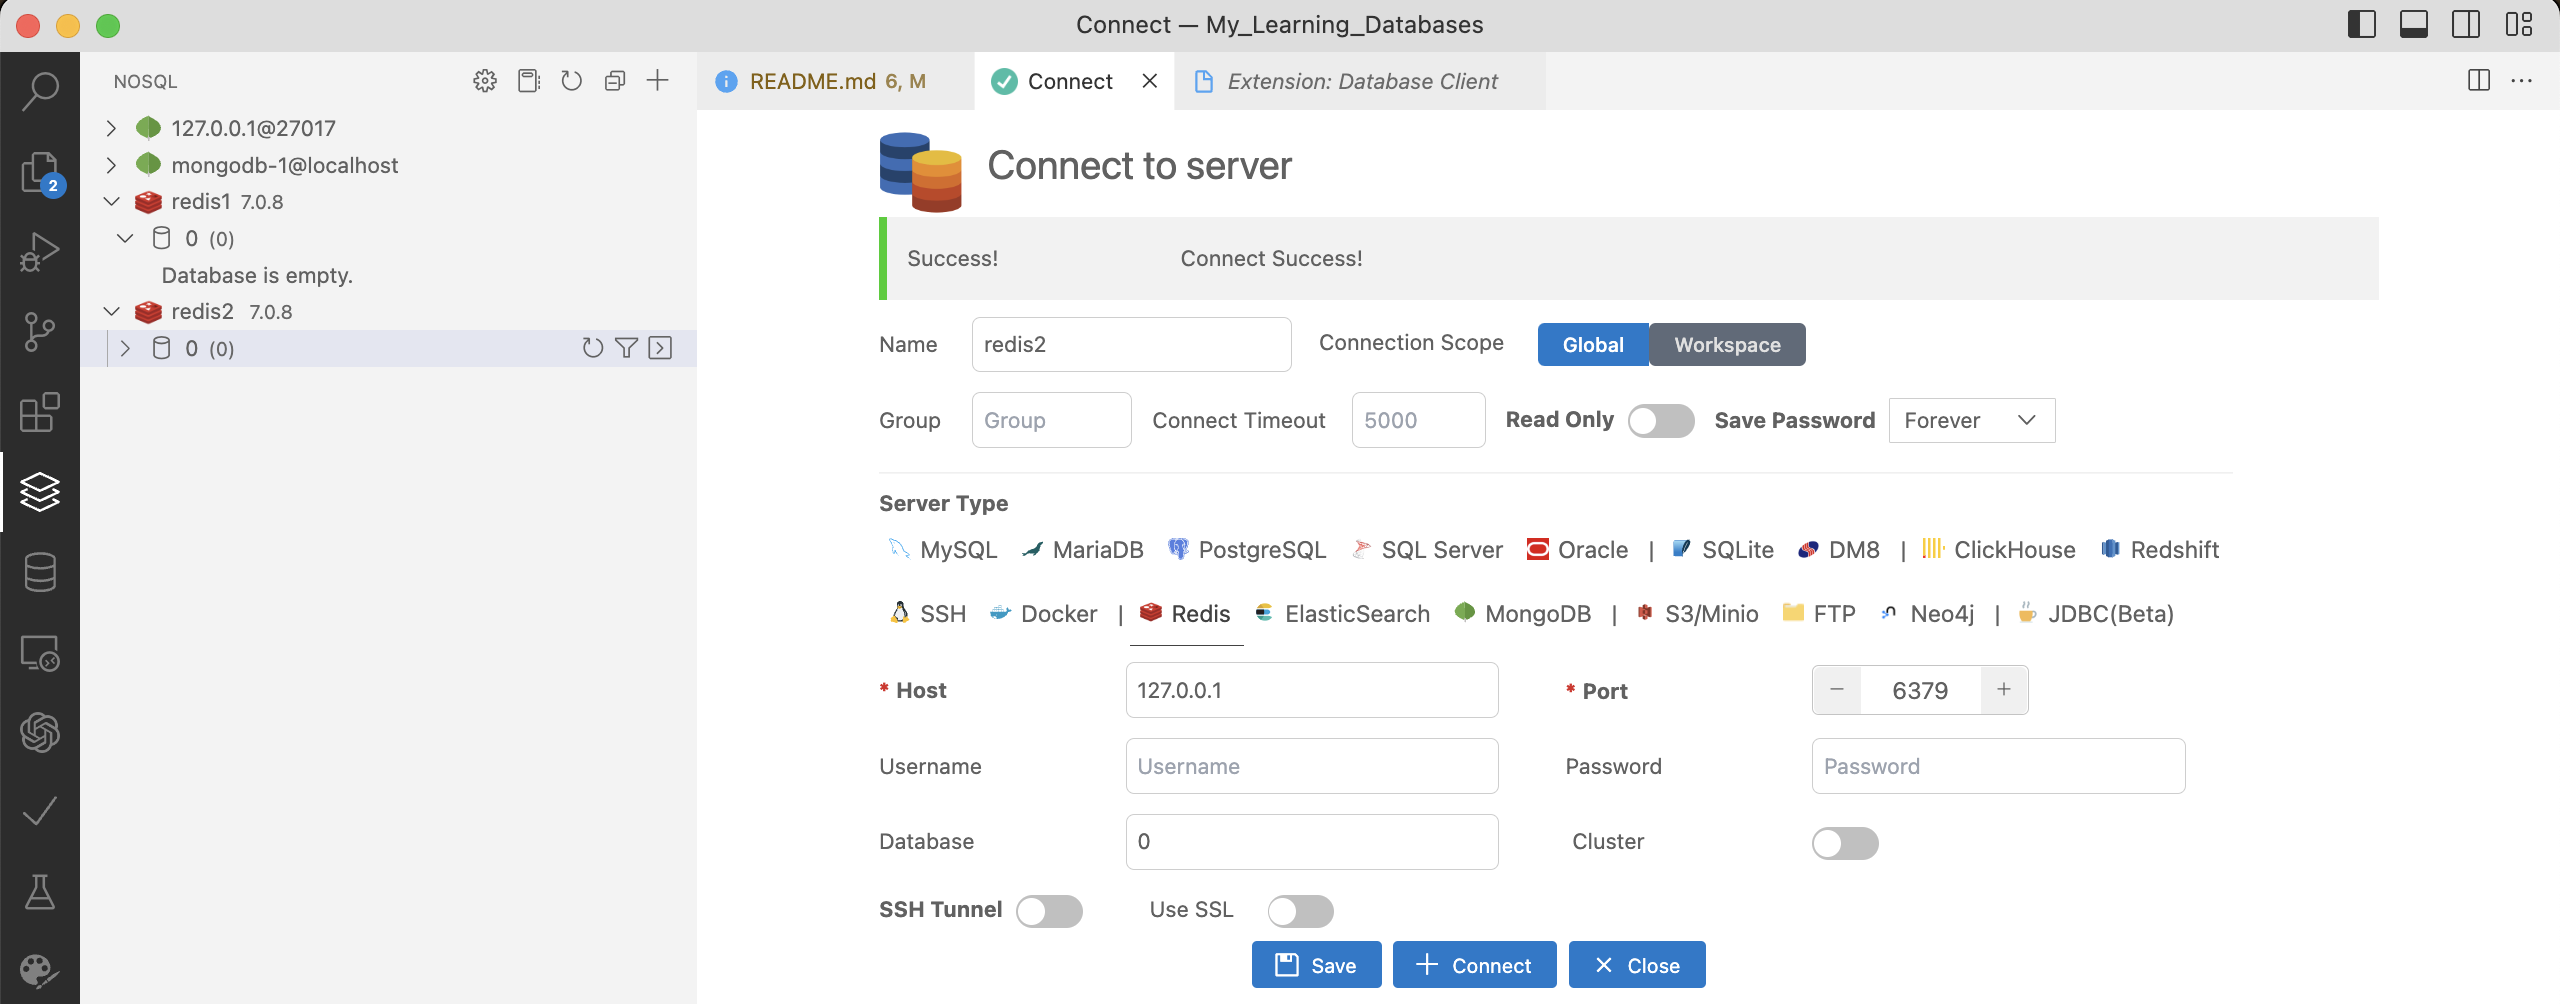 Connect — My_Learning_Databases
NOSQL
127.0.0.1@27017
mongodb-1@localhost
redis1 7.0.8
0 (0)
Database is empty.
redis2 7.0.8
0 (0)
2
README.md 6, M
Connect
Extension: Database Client
Connect to server
Success! Connect Success!
Name redis2 Connection Scope Global Workspace
Group Group Connect Timeout 5000 Read Only Save Password Forever
Server Type
MySQL MariaDB PostgreSQL SQL Server Oracle | SQLite DM8 | ClickHouse Redshift
SSH Docker | Redis ElasticSearch MongoDB | S3/Minio FTP Neo4j | JDBC(Beta)
* Host 127.0.0.1 * Port 6379
Username Username Password Password
Database 0 Cluster
SSH Tunnel Use SSL
Save Connect Close